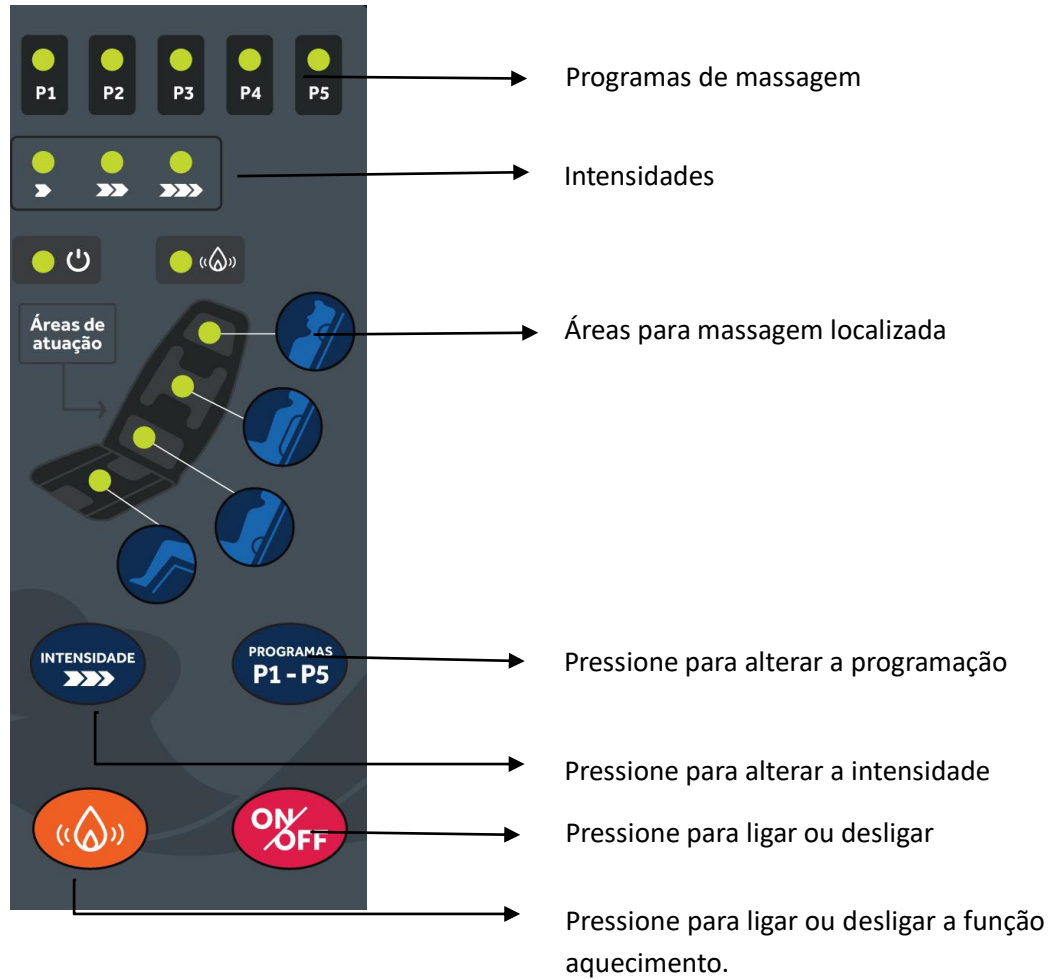 P1 P2 P3 P4 P5
Programas de massagem
Intensidades
Áreas de
atuação
Áreas para massagem localizada
INTENSIDADE
PROGRAMAS
P1 - P5
Pressione para alterar a programação
Pressione para alterar a intensidade
ON/OFF
Pressione para ligar ou desligar
Pressione para ligar ou desligar a função
aquecimento.